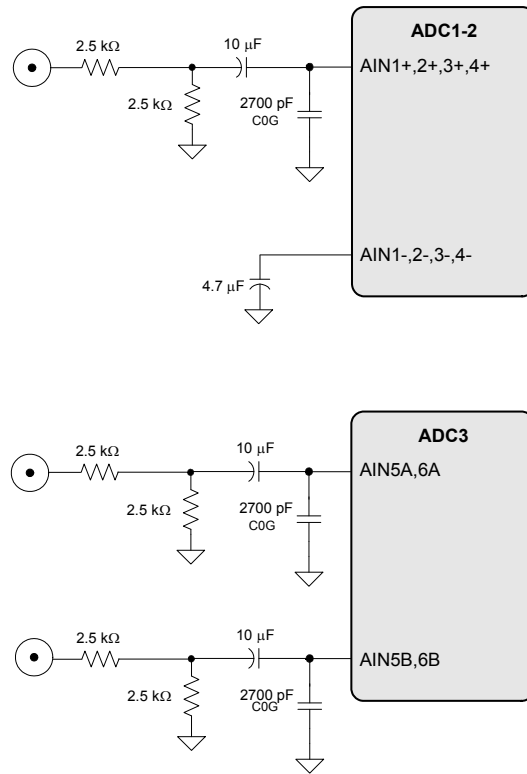 ADC1-2
10 µF
2.5 kΩ
AIN1+,2+,3+,4+
2.5 kΩ
2700 pF
C0G
AIN1-,2-,3-,4-
4.7 µF
ADC3
10 µF
2.5 kΩ
AIN5A,6A
2.5 kΩ
2700 pF
C0G
10 µF
2.5 kΩ
AIN5B,6B
2.5 kΩ
2700 pF
C0G